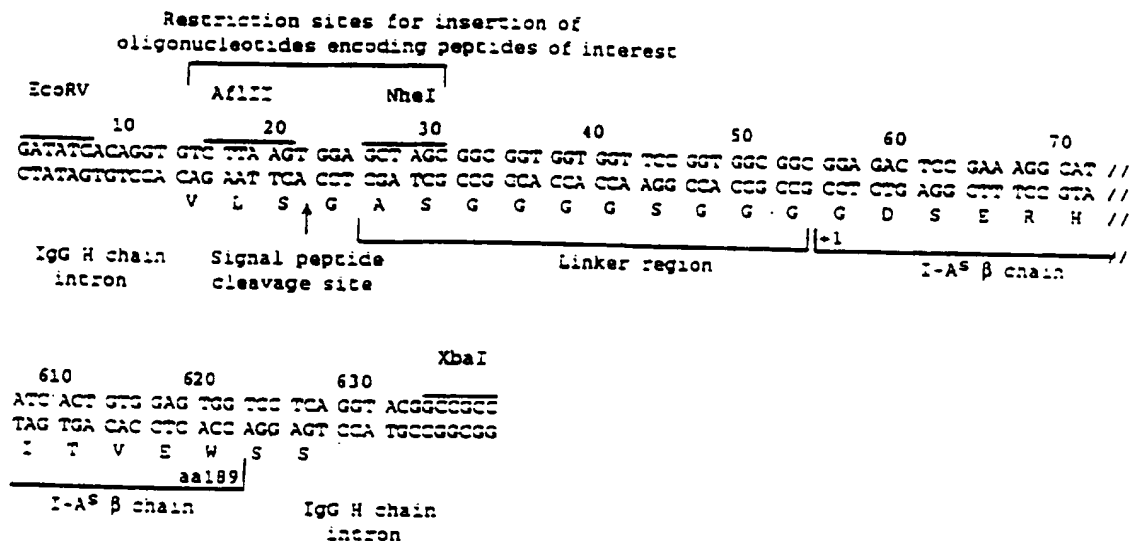 Restriction sites for insertion of
oligonucleotides encoding peptides of interest
EcoRV AflII NheI
10 20 30 40 50 60 70
GATATCACAGGT GTC TTA AGT GGA GCT AGC GGC GGT GGT GGT TCC GGT GGC GGC GGA GAC TCC GAA AGG CAT //
CTATAGTGTCCA CAG AAT TCA CCT CGA TCG CCG CCA CCA CCA AGG CCA CCG CCG CCT CTG AGG CTT TCC GTA //
V L S G A S G G G G S G G G G D S E R H //
+1
IgG H chain
intron
Signal peptide
cleavage site
Linker region
I-Aˢ β chain
XbaI
610 620 630
ATC ACT GTG GAG TGG TCC TCA GGT ACGGCCGCC
TAG TGA CAC CTC ACC AGG AGT CCA TGCCGGCGG
I T V E W S S
aa189
I-Aˢ β chain
IgG H chain
intron